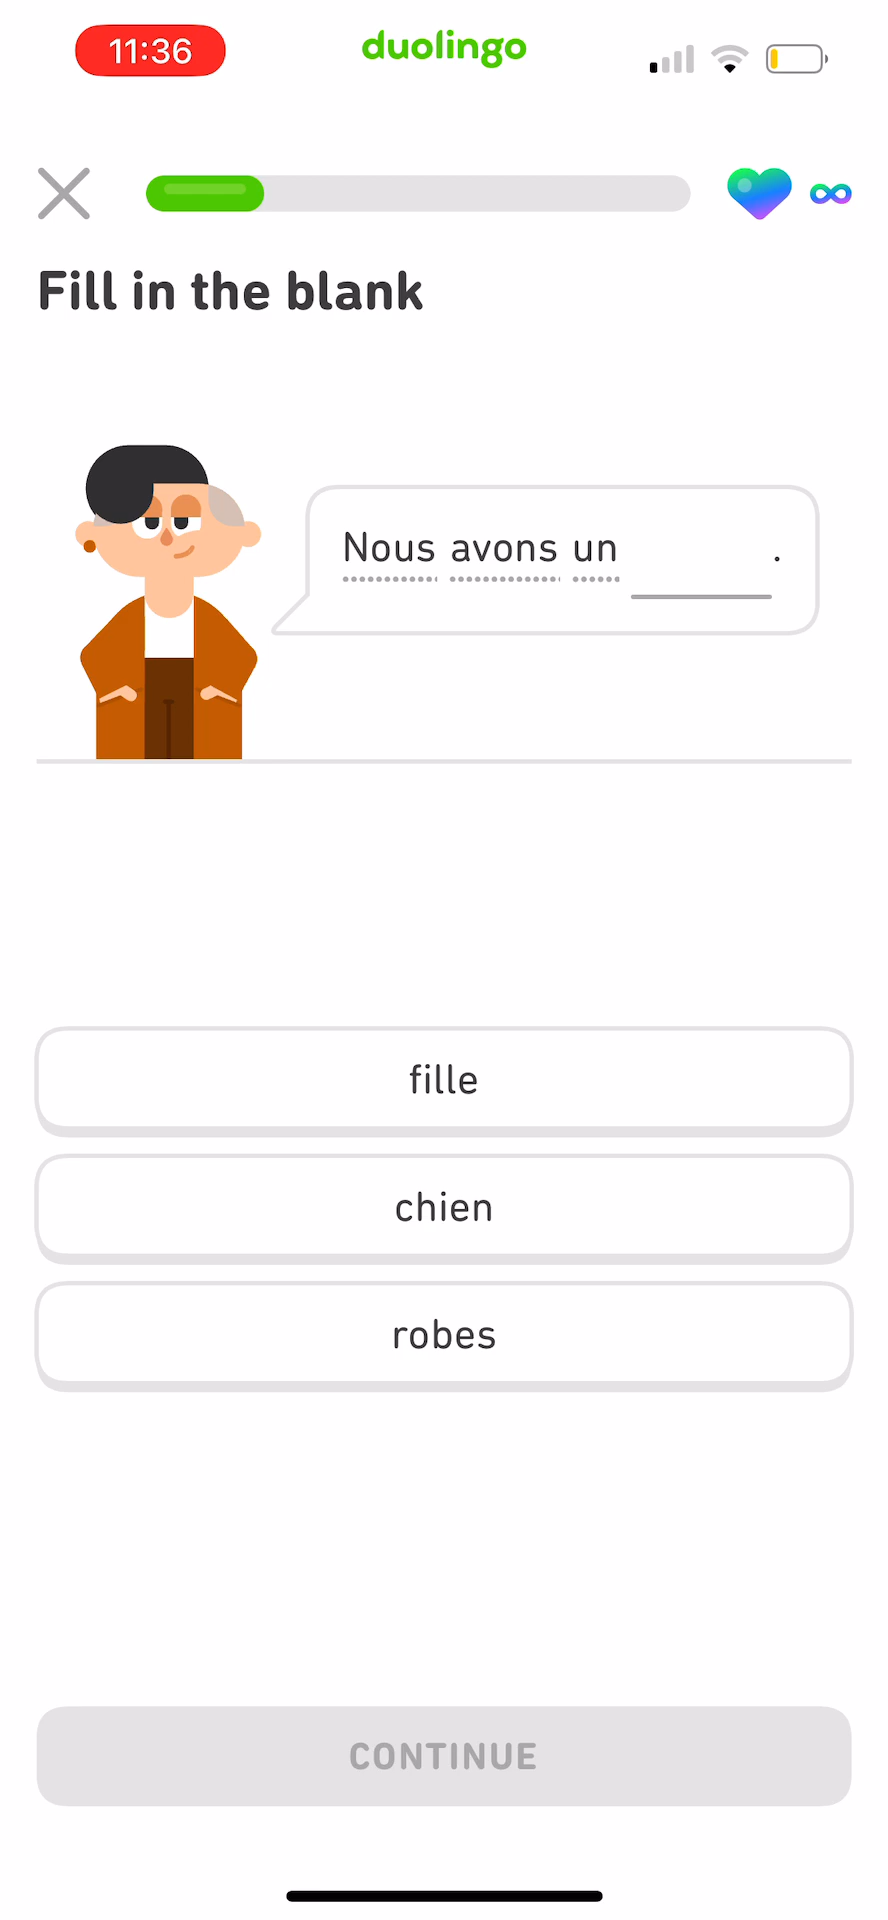 11:36
duolingo
Fill in the blank
Nous avons un .
fille
chien
robes
CONTINUE